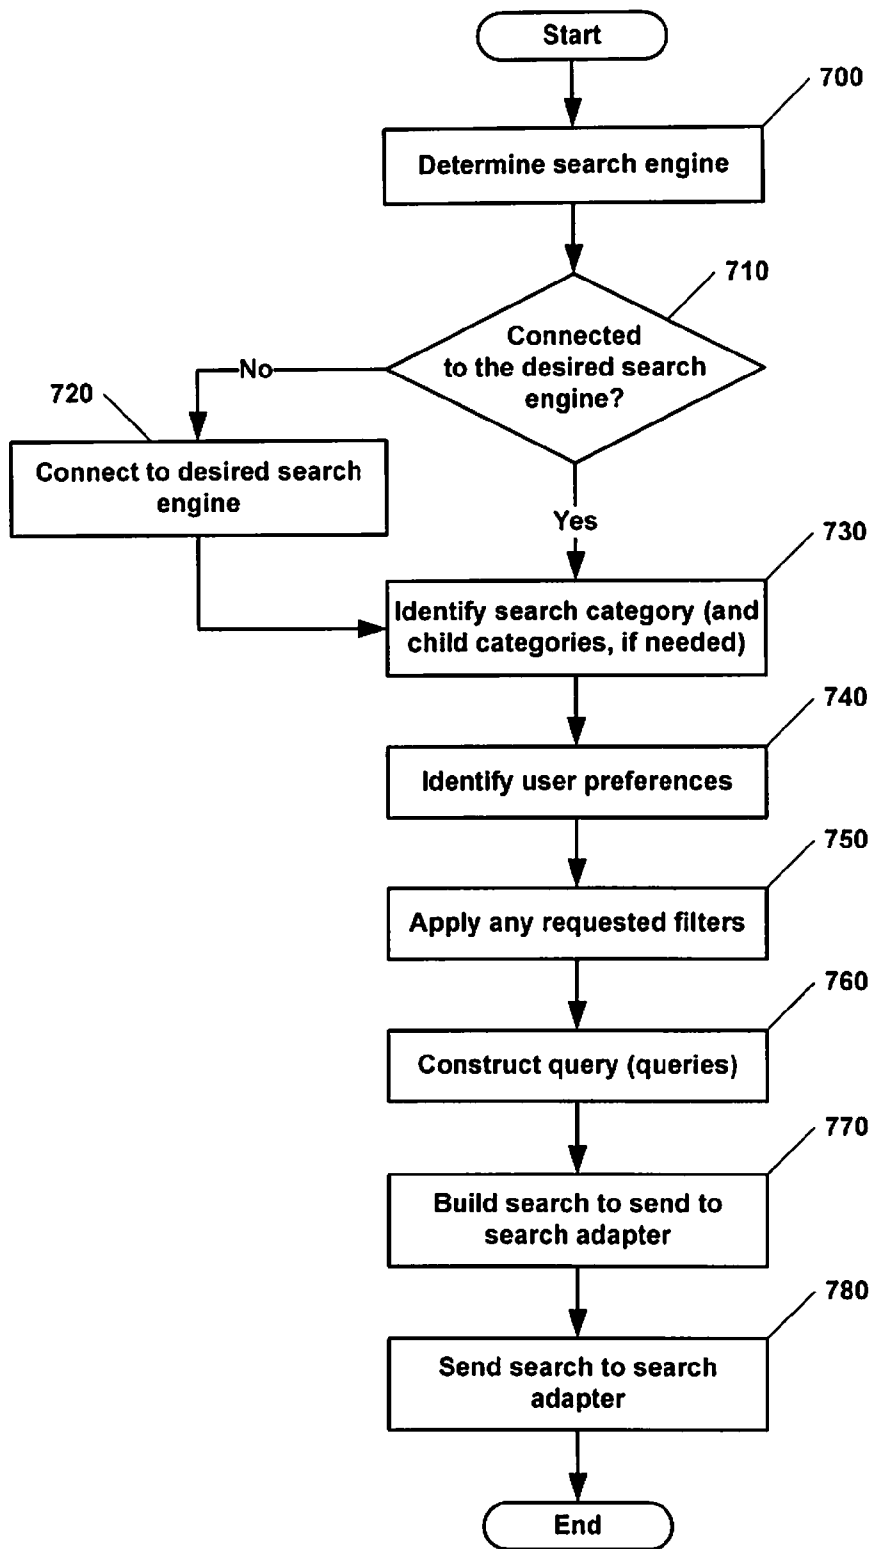 Start
700
Determine search engine
710
Connected
to the desired search
engine?
No
720
Connect to desired search
engine
Yes
730
Identify search category (and
child categories, if needed)
740
Identify user preferences
750
Apply any requested filters
760
Construct query (queries)
770
Build search to send to
search adapter
780
Send search to search
adapter
End